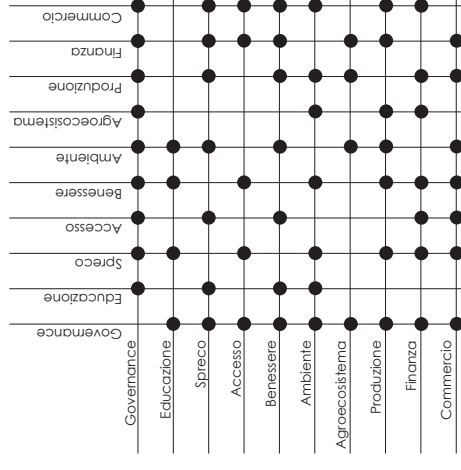 Commercio
Finanza
Produzione
Agroecosistema
Ambiente
Benessere
Accesso
Spreco
Educazione
Governance
Governance
Educazione
Spreco
Accesso
Benessere
Ambiente
Agroecosistema
Produzione
Finanza
Commercio